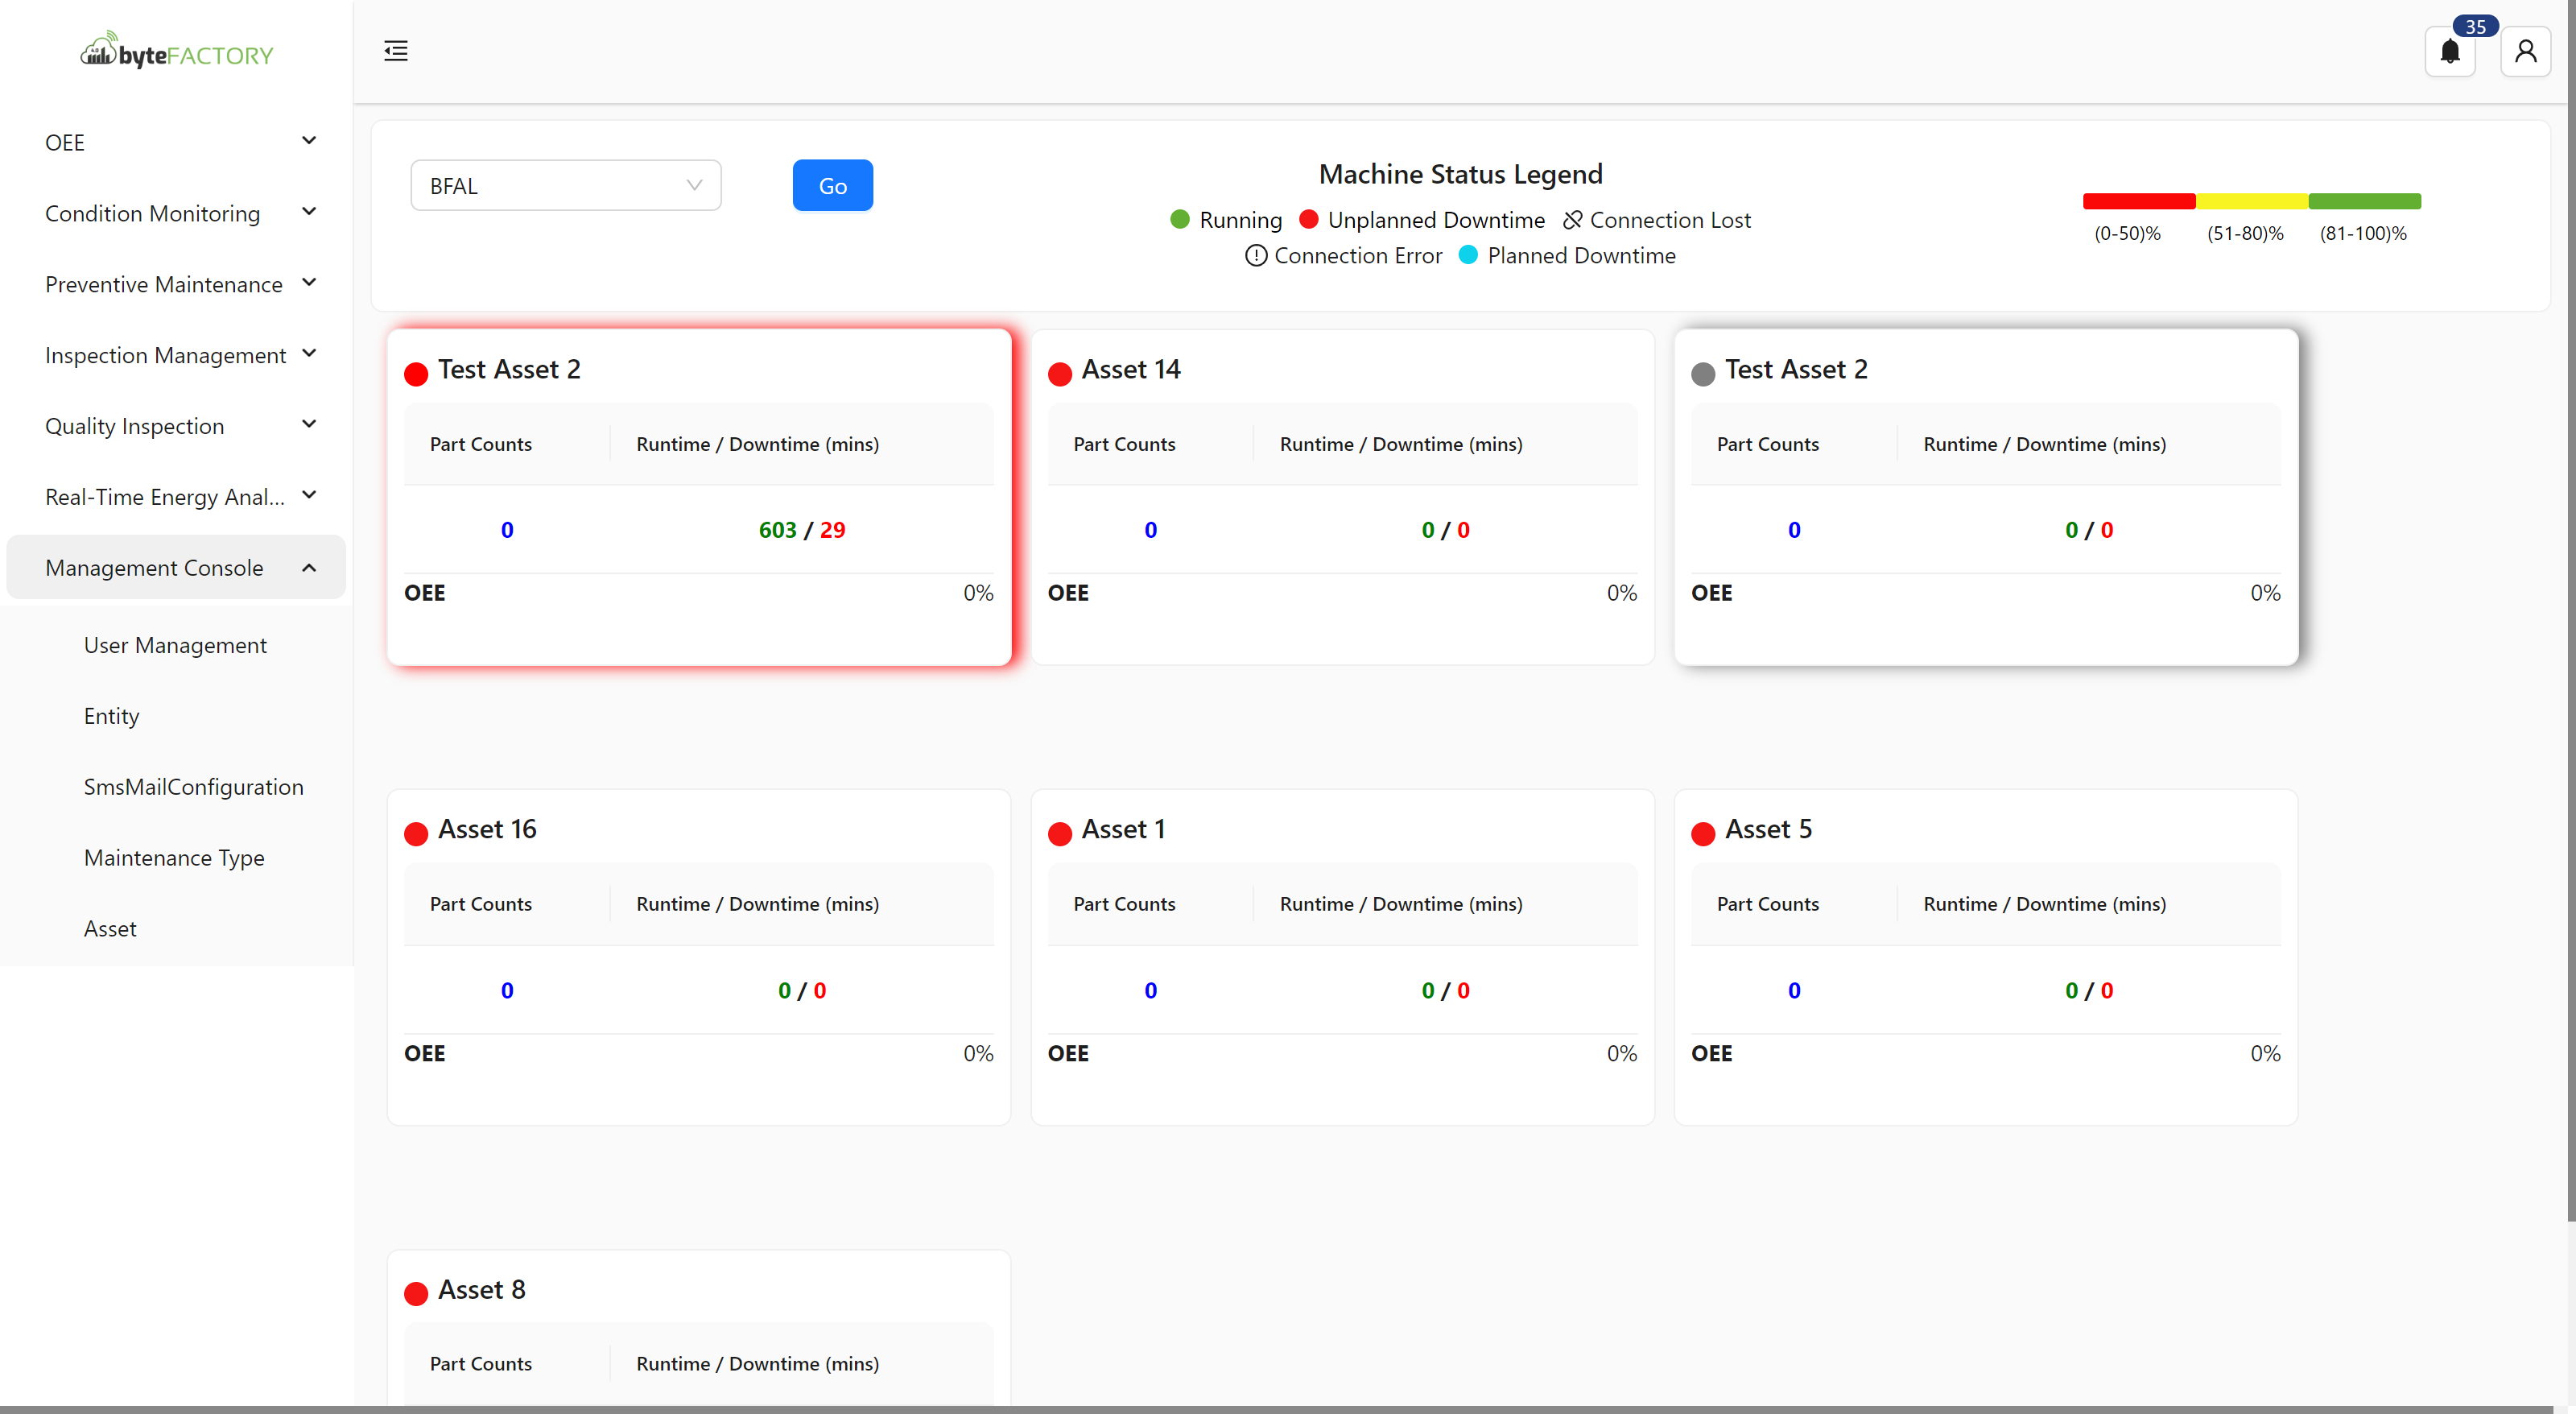 byteFACTORY
35
OEE
Condition Monitoring
Preventive Maintenance
Inspection Management
Quality Inspection
Real-Time Energy Anal...
Management Console
User Management
Entity
SmsMailConfiguration
Maintenance Type
Asset
BFAL
Go
Machine Status Legend
Running Unplanned Downtime Connection Lost
Connection Error Planned Downtime
(0-50)% (51-80)% (81-100)%
Test Asset 2
Part Counts Runtime / Downtime (mins)
0 603 / 29
OEE 0%
Asset 14
Part Counts Runtime / Downtime (mins)
0 0 / 0
OEE 0%
Test Asset 2
Part Counts Runtime / Downtime (mins)
0 0 / 0
OEE 0%
Asset 16
Part Counts Runtime / Downtime (mins)
0 0 / 0
OEE 0%
Asset 1
Part Counts Runtime / Downtime (mins)
0 0 / 0
OEE 0%
Asset 5
Part Counts Runtime / Downtime (mins)
0 0 / 0
OEE 0%
Asset 8
Part Counts Runtime / Downtime (mins)